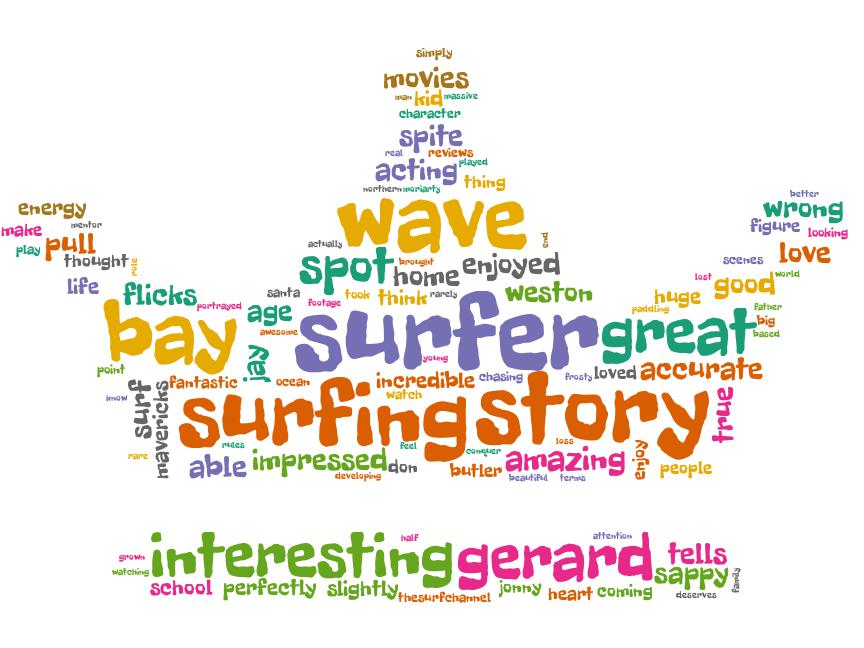 simply
movies
man kid massive
character
spite
real reviews
acting played
northern moriarty thing
energy
make mentor
play pull
thought role
life
better
wrong
figure looking
scenes love
lost good world
wave
actually end
spot home brought enjoyed
flicks portrayed santa footage took think rarely weston paddling huge father
age awesome
bay jay surfer young great big based
point fantastic ocean incredible chasing frosty loved accurate
watch
surf mavericks surfing story true
rare rules feel conquer loss
able impressed don butler amazing enjoy people
developing beautiful terms
half attention
grown interesting gerard tells
watching sappy family
school perfectly slightly thesurfchannel jonny heart coming deserves